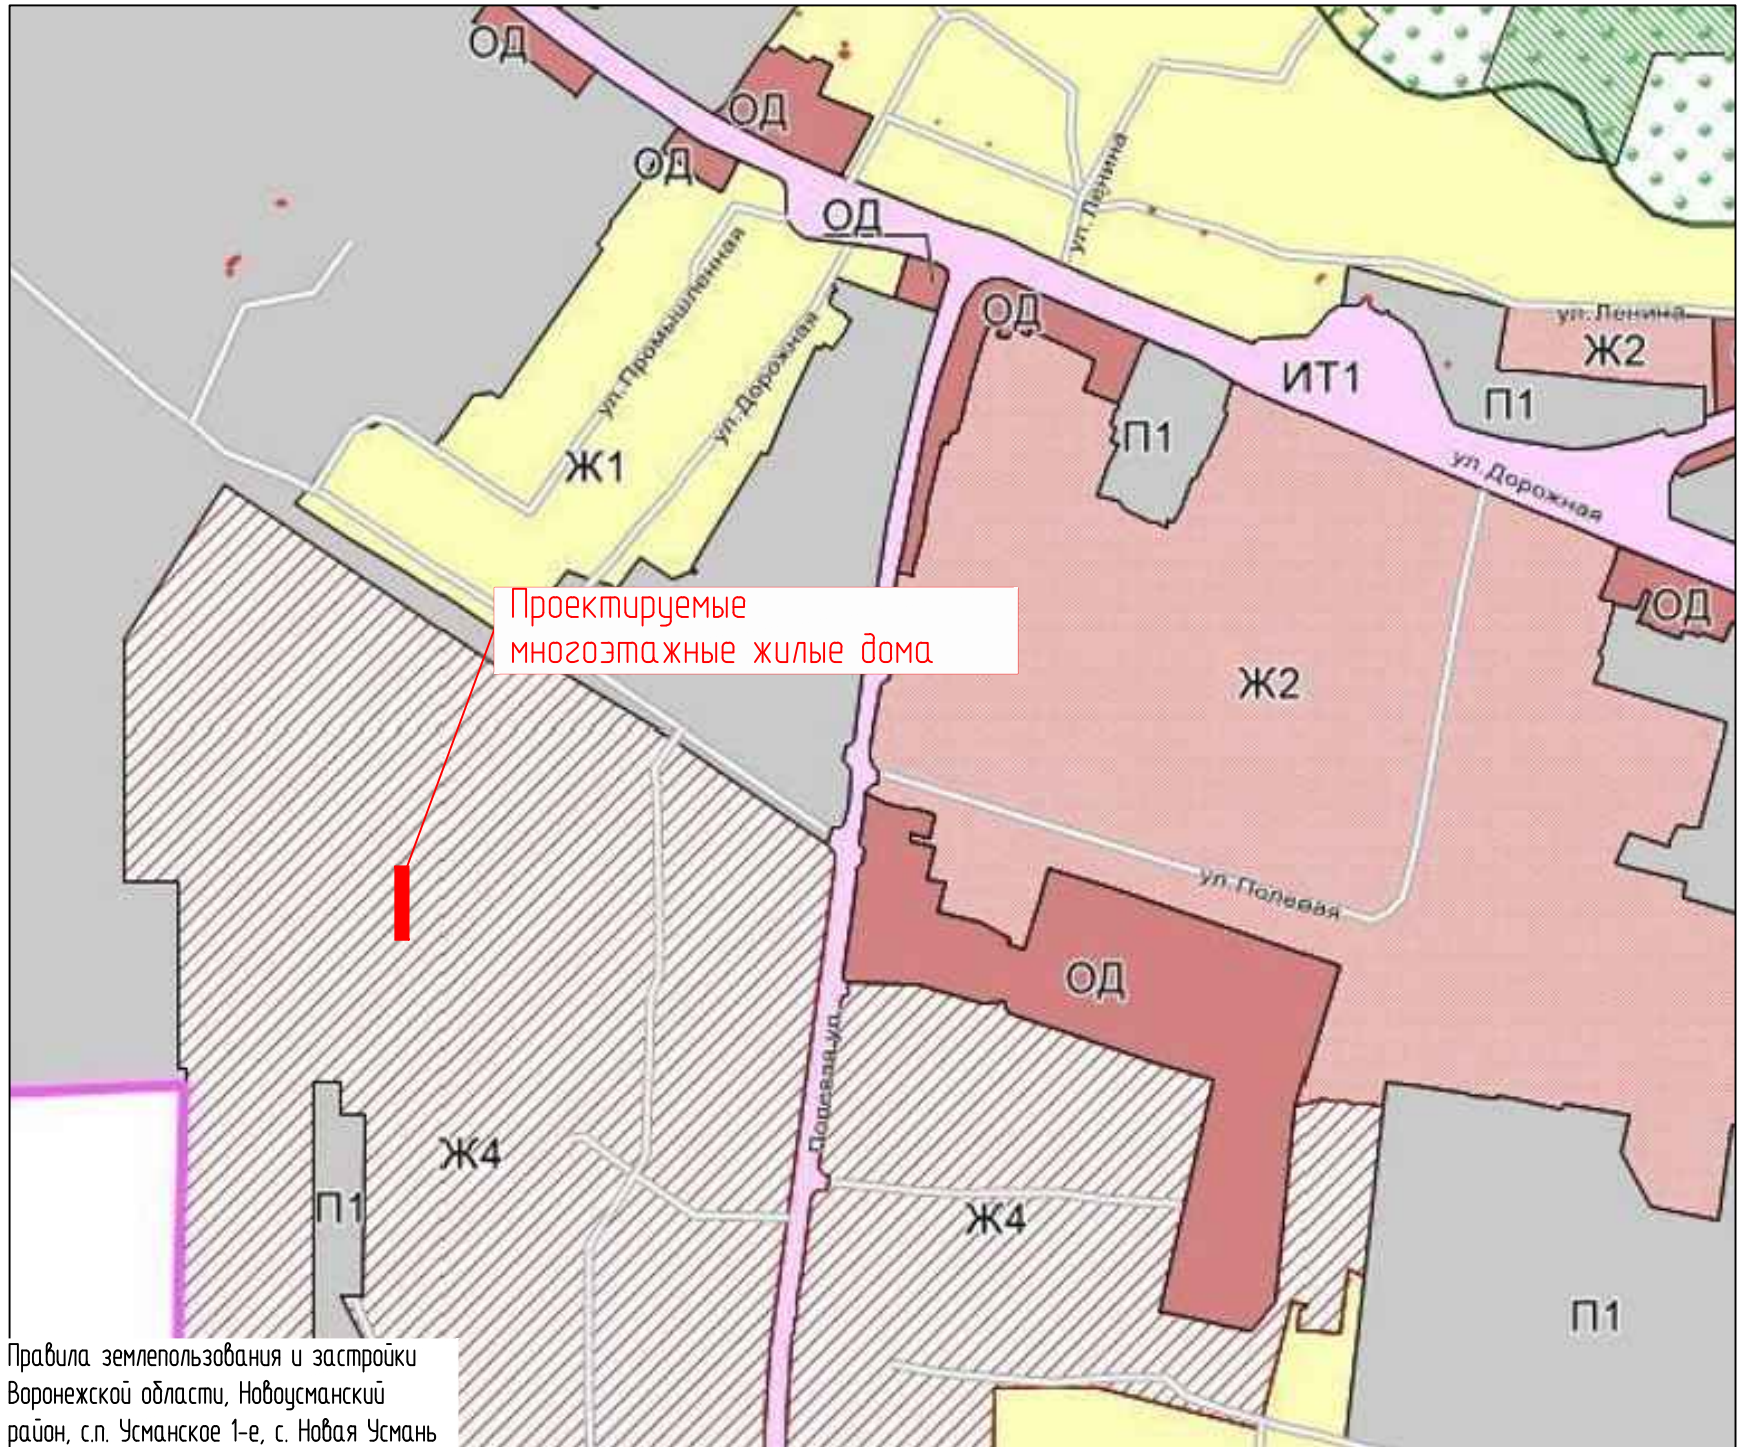 ОД
ОД
ОД
ОД
ул. Ленина
ул. Промышленная
ул. Дорожная
ОД
ул. Ленина
Ж2
ИТ1
П1
П1
Ж1
ул. Дорожная
Проектируемые
многоэтажные жилые дома
ОД
Ж2
ул. Полевая
ОД
Полевая ул.
Ж4
П1
Ж4
П1
Правила землепользования и застройки
Воронежской области, Новоусманский
район, с.п. Усманское 1-е, с. Новая Усмань